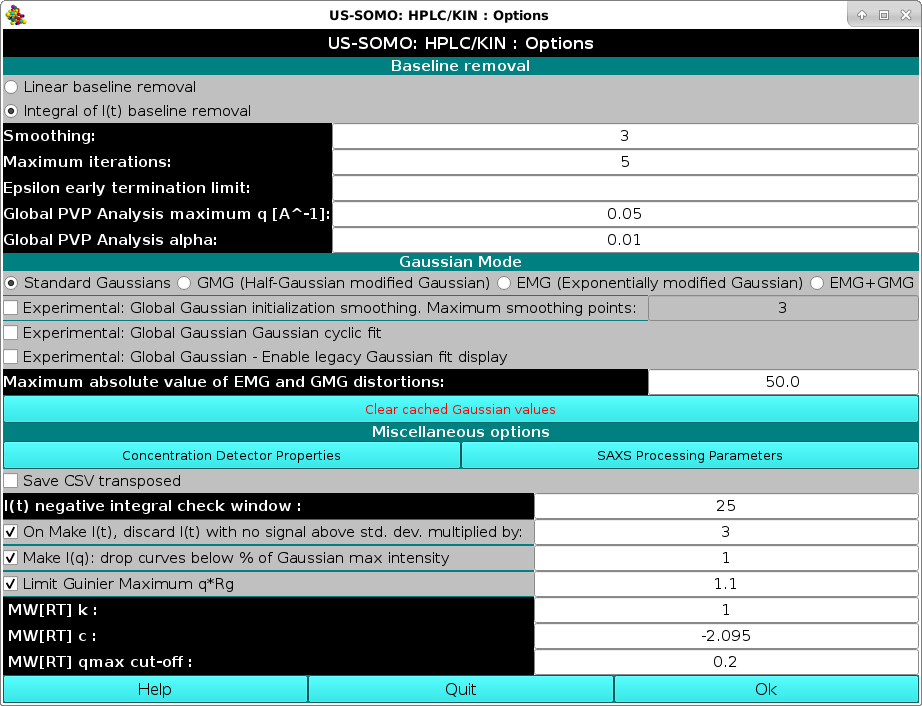 US-SOMO: HPLC/KIN : Options
US-SOMO: HPLC/KIN : Options
Baseline removal
Linear baseline removal
Integral of I(t) baseline removal
Smoothing: 3
Maximum iterations: 5
Epsilon early termination limit:
Global PVP Analysis maximum q [A^-1]: 0.05
Global PVP Analysis alpha: 0.01
Gaussian Mode
Standard Gaussians GMG (Half-Gaussian modified Gaussian) EMG (Exponentially modified Gaussian) EMG+GMG
Experimental: Global Gaussian initialization smoothing. Maximum smoothing points: 3
Experimental: Global Gaussian Gaussian cyclic fit
Experimental: Global Gaussian - Enable legacy Gaussian fit display
Maximum absolute value of EMG and GMG distortions: 50.0
Clear cached Gaussian values
Miscellaneous options
Concentration Detector Properties SAXS Processing Parameters
Save CSV transposed
I(t) negative integral check window : 25
On Make I(t), discard I(t) with no signal above std. dev. multiplied by: 3
Make I(q): drop curves below % of Gaussian max intensity 1
Limit Guinier Maximum q*Rg 1.1
MW[RT] k : 1
MW[RT] c : -2.095
MW[RT] qmax cut-off : 0.2
Help Quit Ok